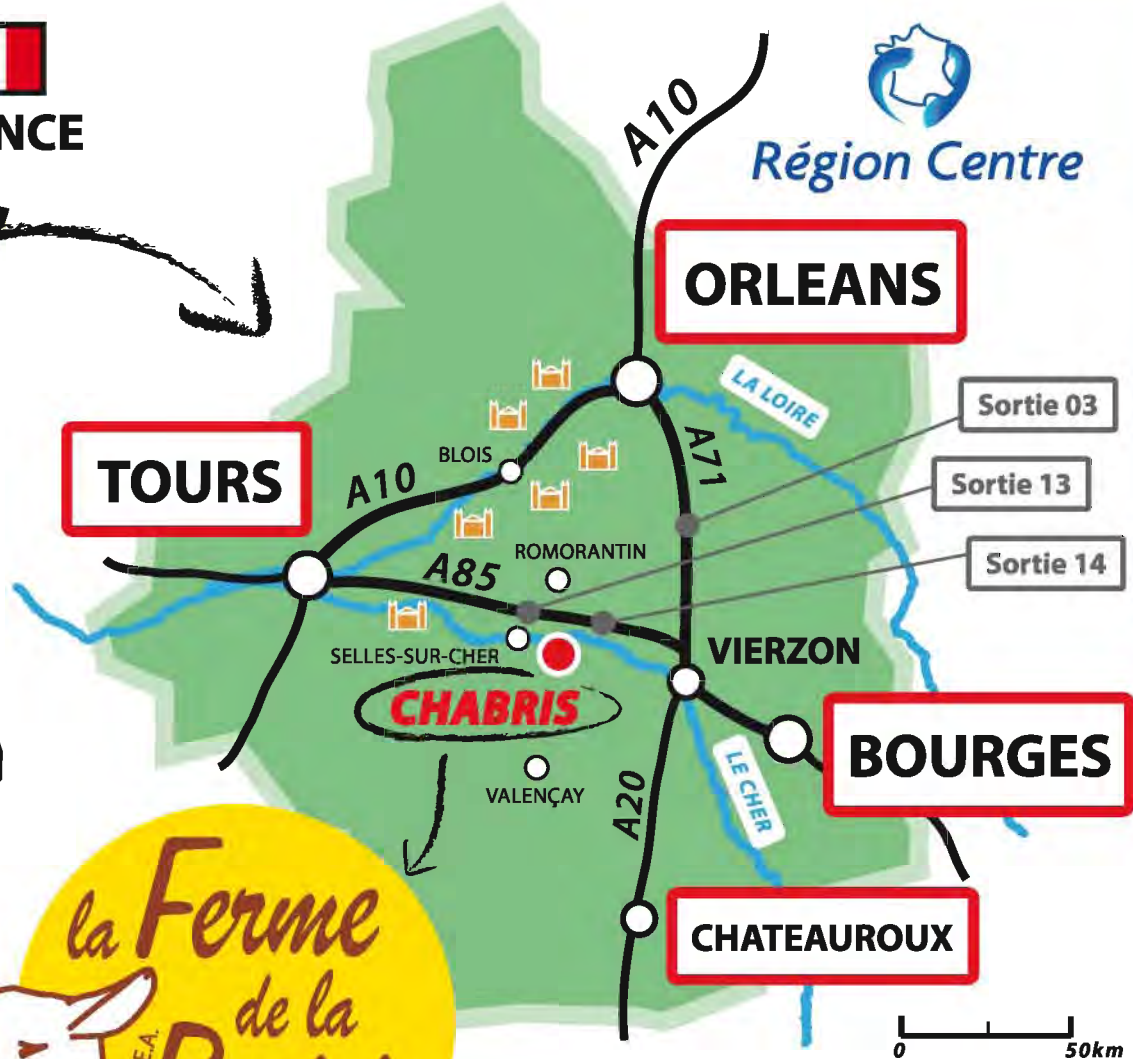 NCE
A10
Région Centre
ORLEANS
LA LOIRE
Sortie 03
TOURS
A10
BLOIS
A71
Sortie 13
ROMORANTIN
A85
Sortie 14
SELLES-SUR-CHER
VIERZON
CHABRIS
BOURGES
VALENÇAY
A20
LE CHER
la Ferme
de la
E.A.
CHATEAUROUX
0 50km